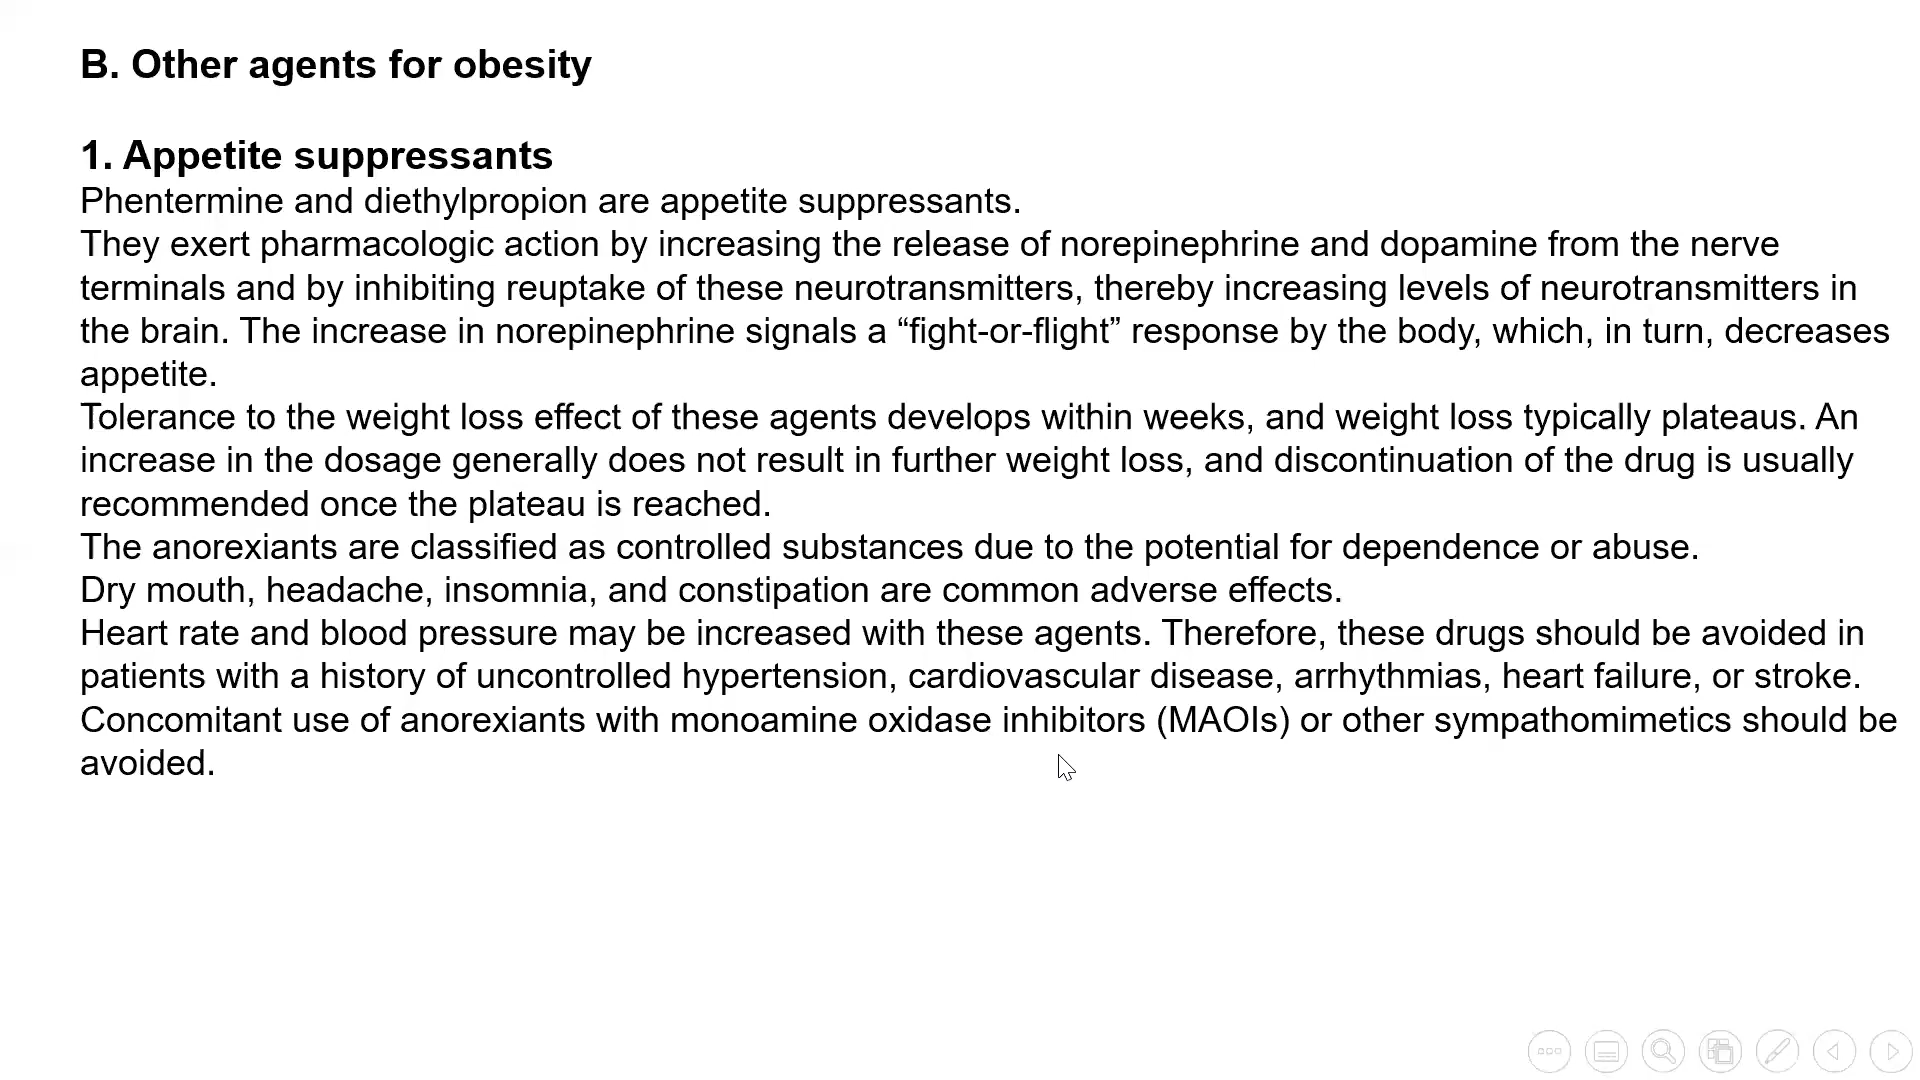 B. Other agents for obesity
1. Appetite suppressants
Phentermine and diethylpropion are appetite suppressants.
They exert pharmacologic action by increasing the release of norepinephrine and dopamine from the nerve
terminals and by inhibiting reuptake of these neurotransmitters, thereby increasing levels of neurotransmitters in
the brain. The increase in norepinephrine signals a “fight-or-flight” response by the body, which, in turn, decreases
appetite.
Tolerance to the weight loss effect of these agents develops within weeks, and weight loss typically plateaus. An
increase in the dosage generally does not result in further weight loss, and discontinuation of the drug is usually
recommended once the plateau is reached.
The anorexiants are classified as controlled substances due to the potential for dependence or abuse.
Dry mouth, headache, insomnia, and constipation are common adverse effects.
Heart rate and blood pressure may be increased with these agents. Therefore, these drugs should be avoided in
patients with a history of uncontrolled hypertension, cardiovascular disease, arrhythmias, heart failure, or stroke.
Concomitant use of anorexiants with monoamine oxidase inhibitors (MAOIs) or other sympathomimetics should be
avoided.